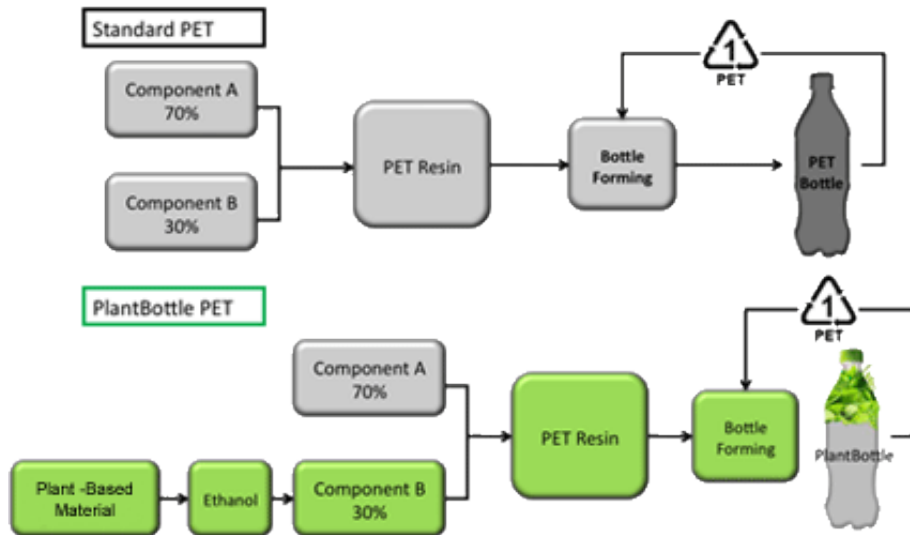 Standard PET
Component A
70%
Component B
30%
PET Resin
Bottle
Forming
1
PET
PET
Bottle
PlantBottle PET
Component A
70%
Plant -Based
Material
Ethanol
Component B
30%
PET Resin
Bottle
Forming
1
PET
PlantBottle